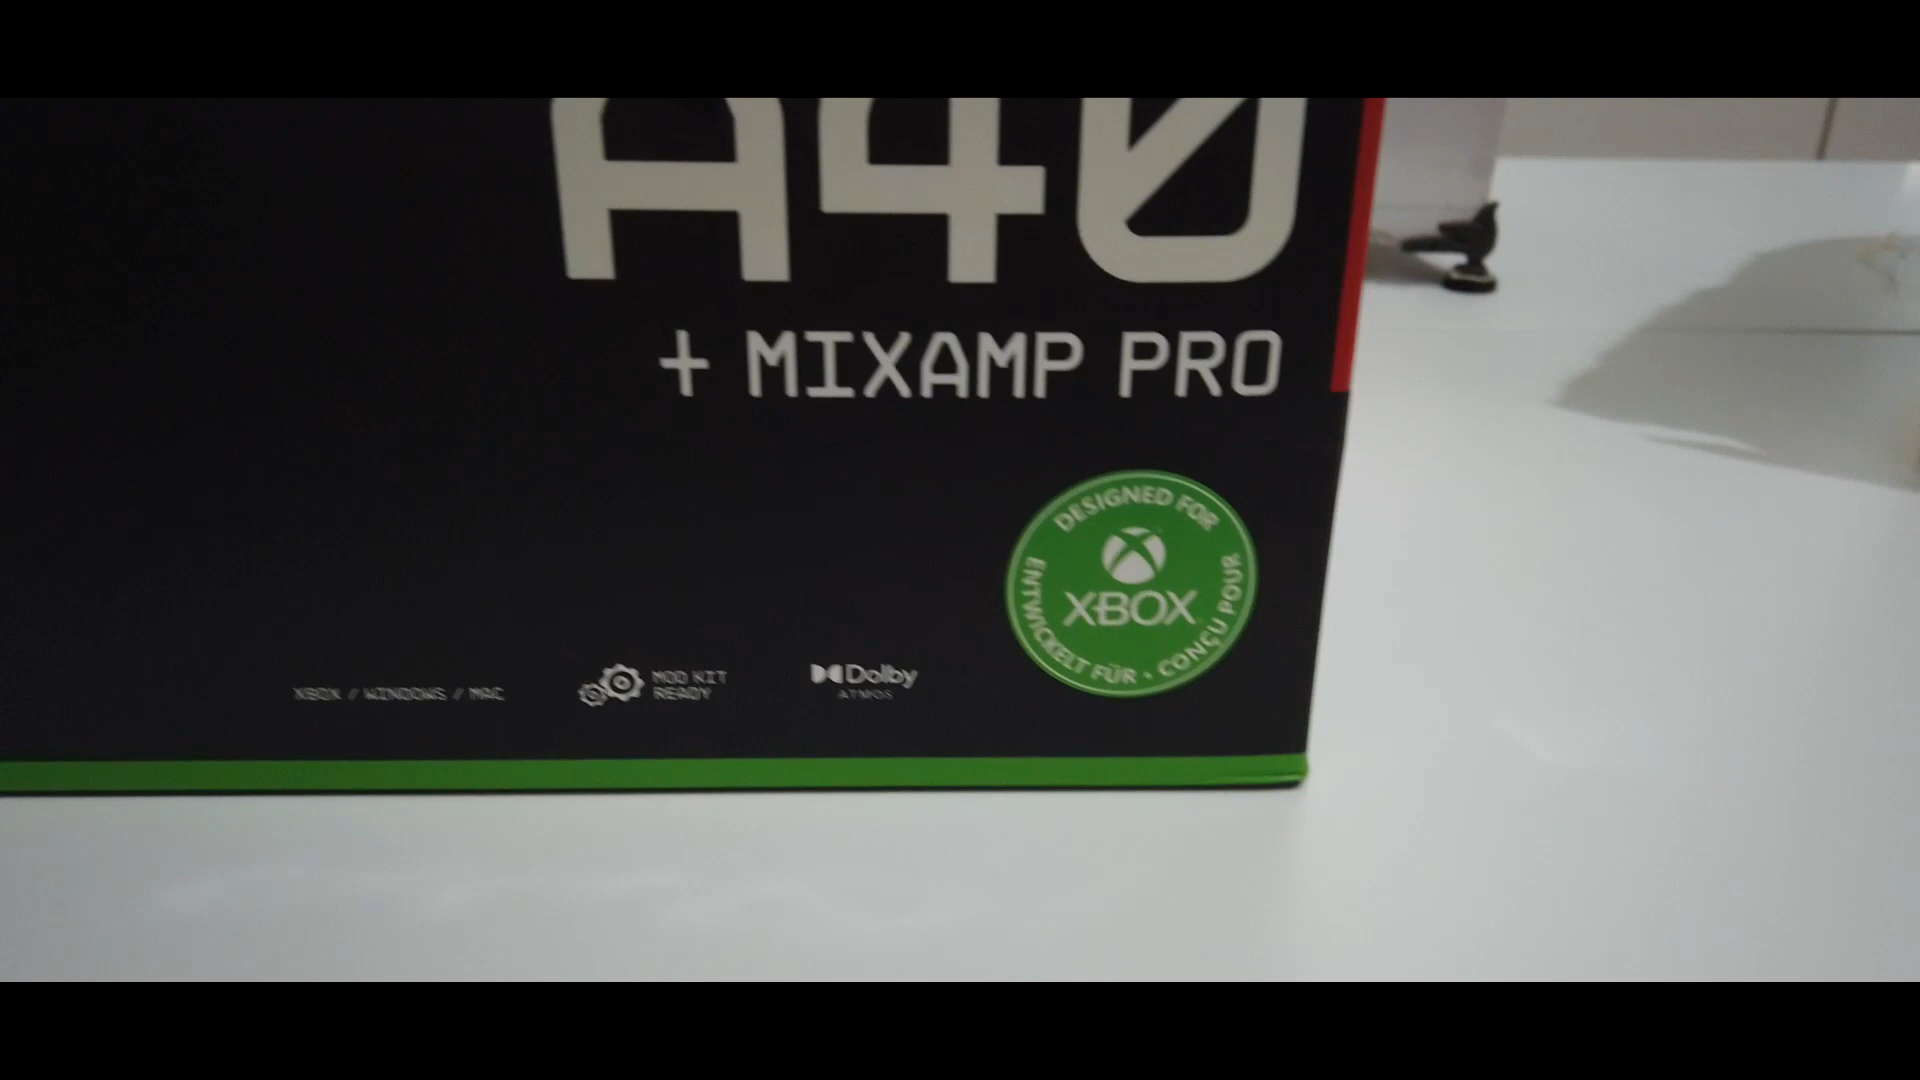 A40
+ MIXAMP PRO
DESIGNED FOR
XBOX
ENTWICKELT FÜR • CONÇU POUR
XBOX / WINDOWS / MAC
MOD KIT
READY
Dolby
ATMOS